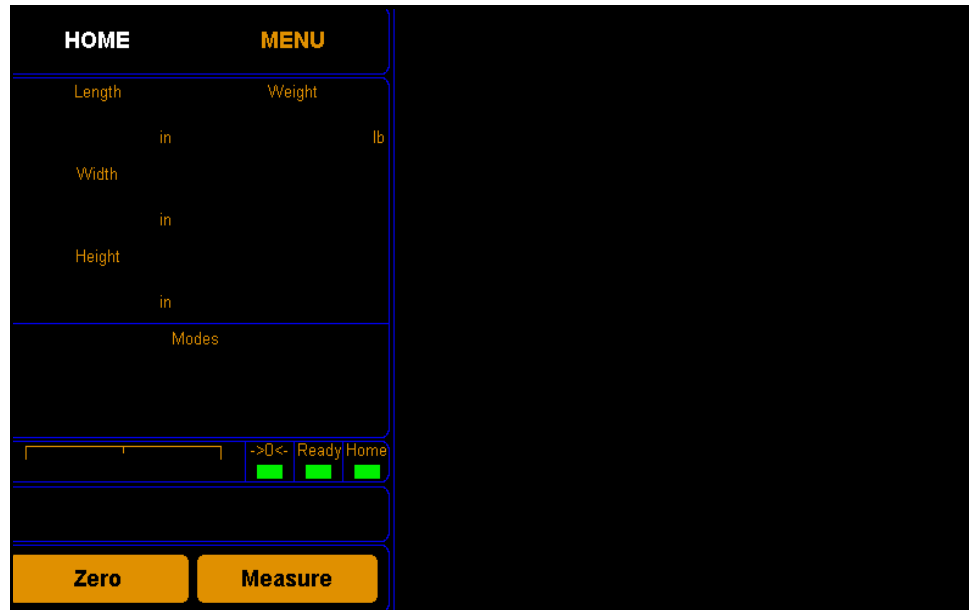 HOME MENU
Length Weight
in lb
Width
in
Height
in
Modes
->0<- Ready Home
Zero Measure